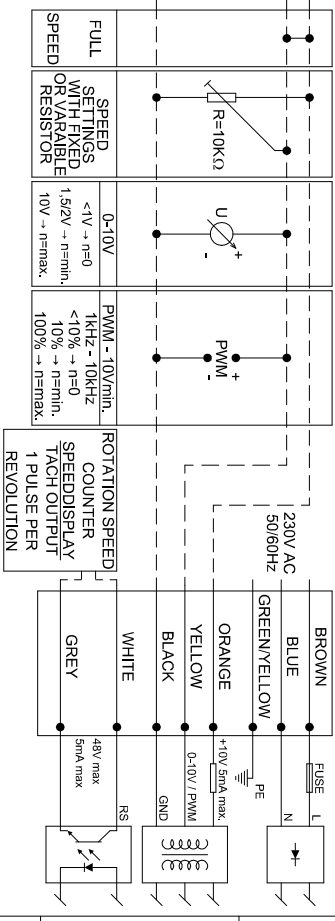 FULL
SPEED
SPEED
SETTINGS
WITH FIXED
OR VARAIBLE
RESISTOR
R=10KΩ
0-10V
<1V → n=0
1,5/2V → n=min.
10V → n=max.
U
+
-
PWM - 10Vmin.
1kHz - 10kHz
<10% → n=0
10% → n=min.
100% → n=max.
+
PWM
-
ROTATION SPEED
COUNTER
SPEEDDISPLAY
TACH OUTPUT
1 PULSE PER
REVOLUTION
230V AC
50/60Hz
BROWN
BLUE
GREEN/YELLOW
ORANGE
YELLOW
BLACK
WHITE
GREY
FUSE
L
N
PE
+10V 5mA max.
0-10V / PWM
GND
RS
48V max
5mA max